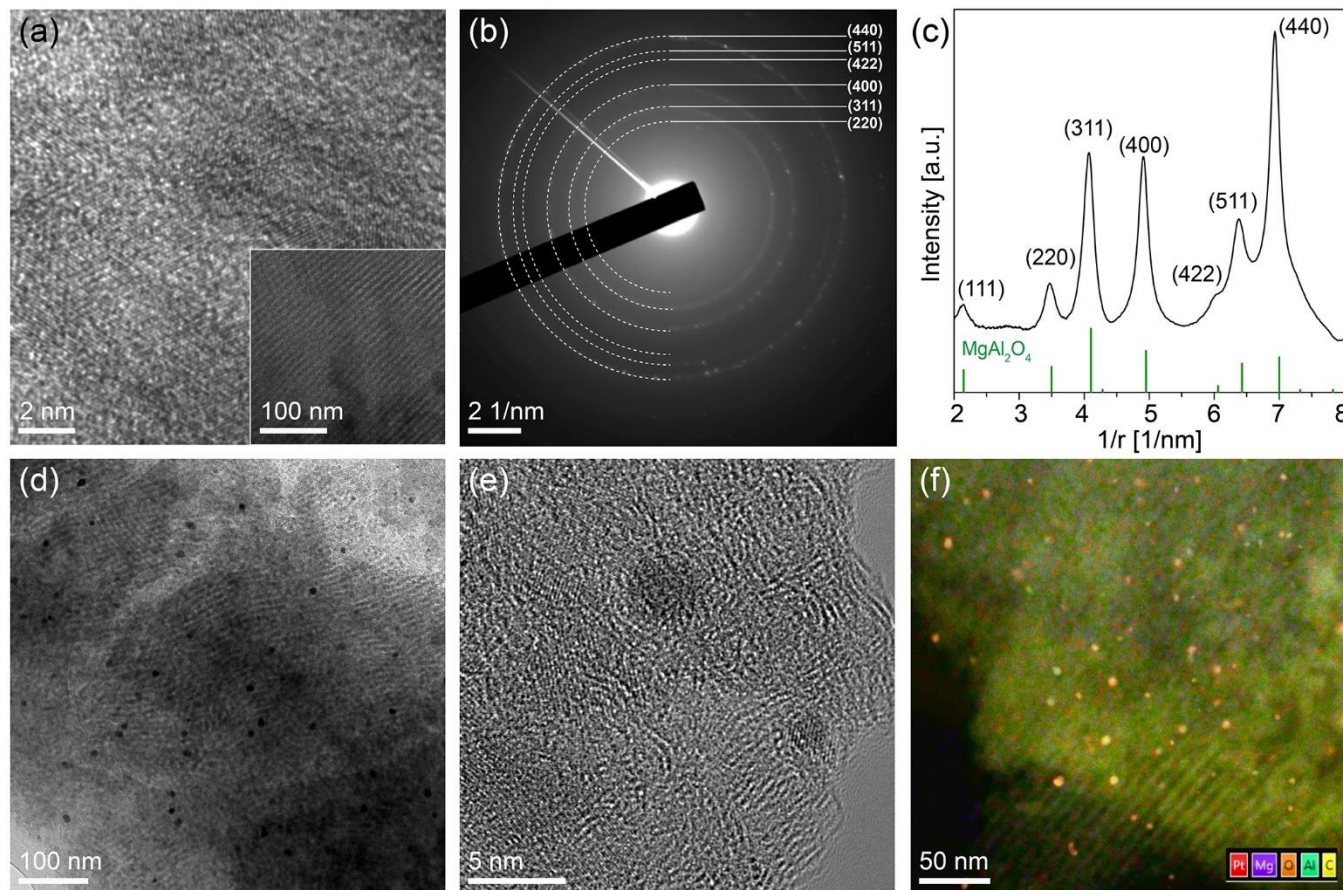 (a)
2 nm
100 nm
(b)
(440)
(511)
(422)
(400)
(311)
(220)
2 1/nm
(c)
Intensity [a.u.]
(111)
(220)
(311)
(400)
(422)
(511)
(440)
MgAl₂O₄
2 3 4 5 6 7 8
1/r [1/nm]
(d)
100 nm
(e)
5 nm
(f)
50 nm
Pt Mg O Al C